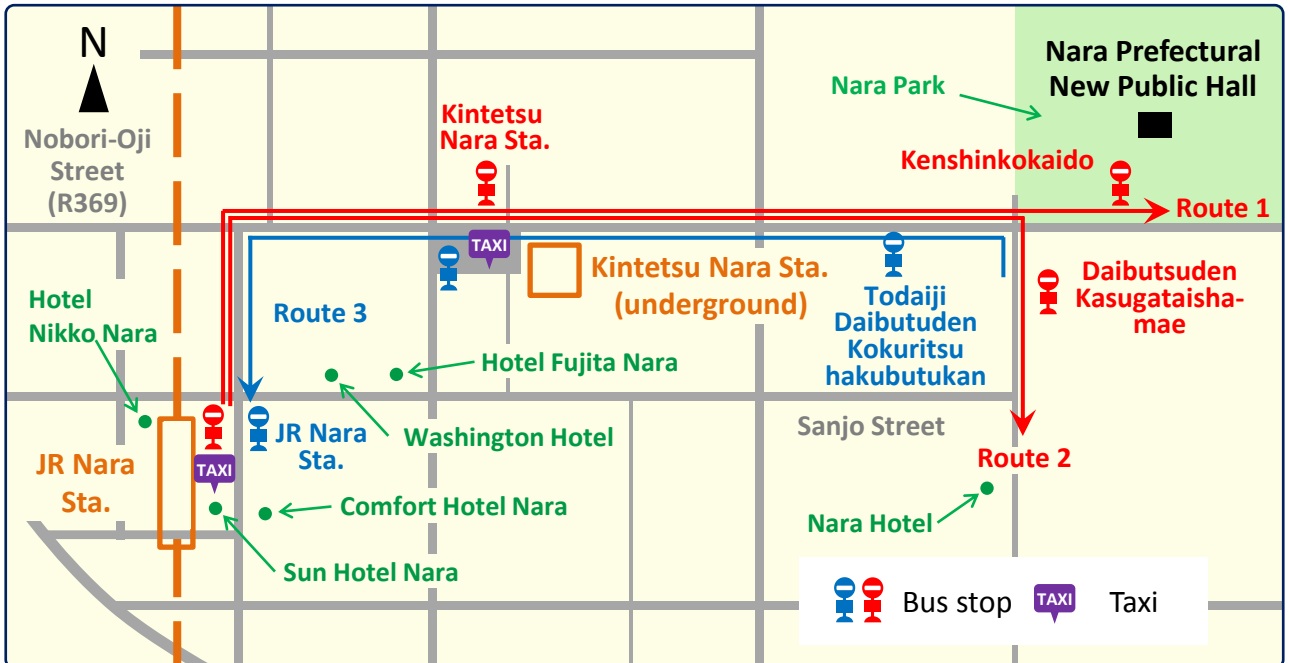 N
Nobori-Oji
Street
(R369)
Kintetsu
Nara Sta.
Nara Park
Nara Prefectural
New Public Hall
Kenshinkokaido
Route 1
TAXI
Kintetsu Nara Sta.
(underground)
Todaiji
Daibutuden
Kokuritsu
hakubutukan
Daibutsuden
Kasugataisha-
mae
Hotel
Nikko Nara
Route 3
Hotel Fujita Nara
Washington Hotel
JR Nara
Sta.
JR Nara
Sta.
TAXI
Sanjo Street
Route 2
Comfort Hotel Nara
Nara Hotel
Sun Hotel Nara
Bus stop
TAXI
Taxi